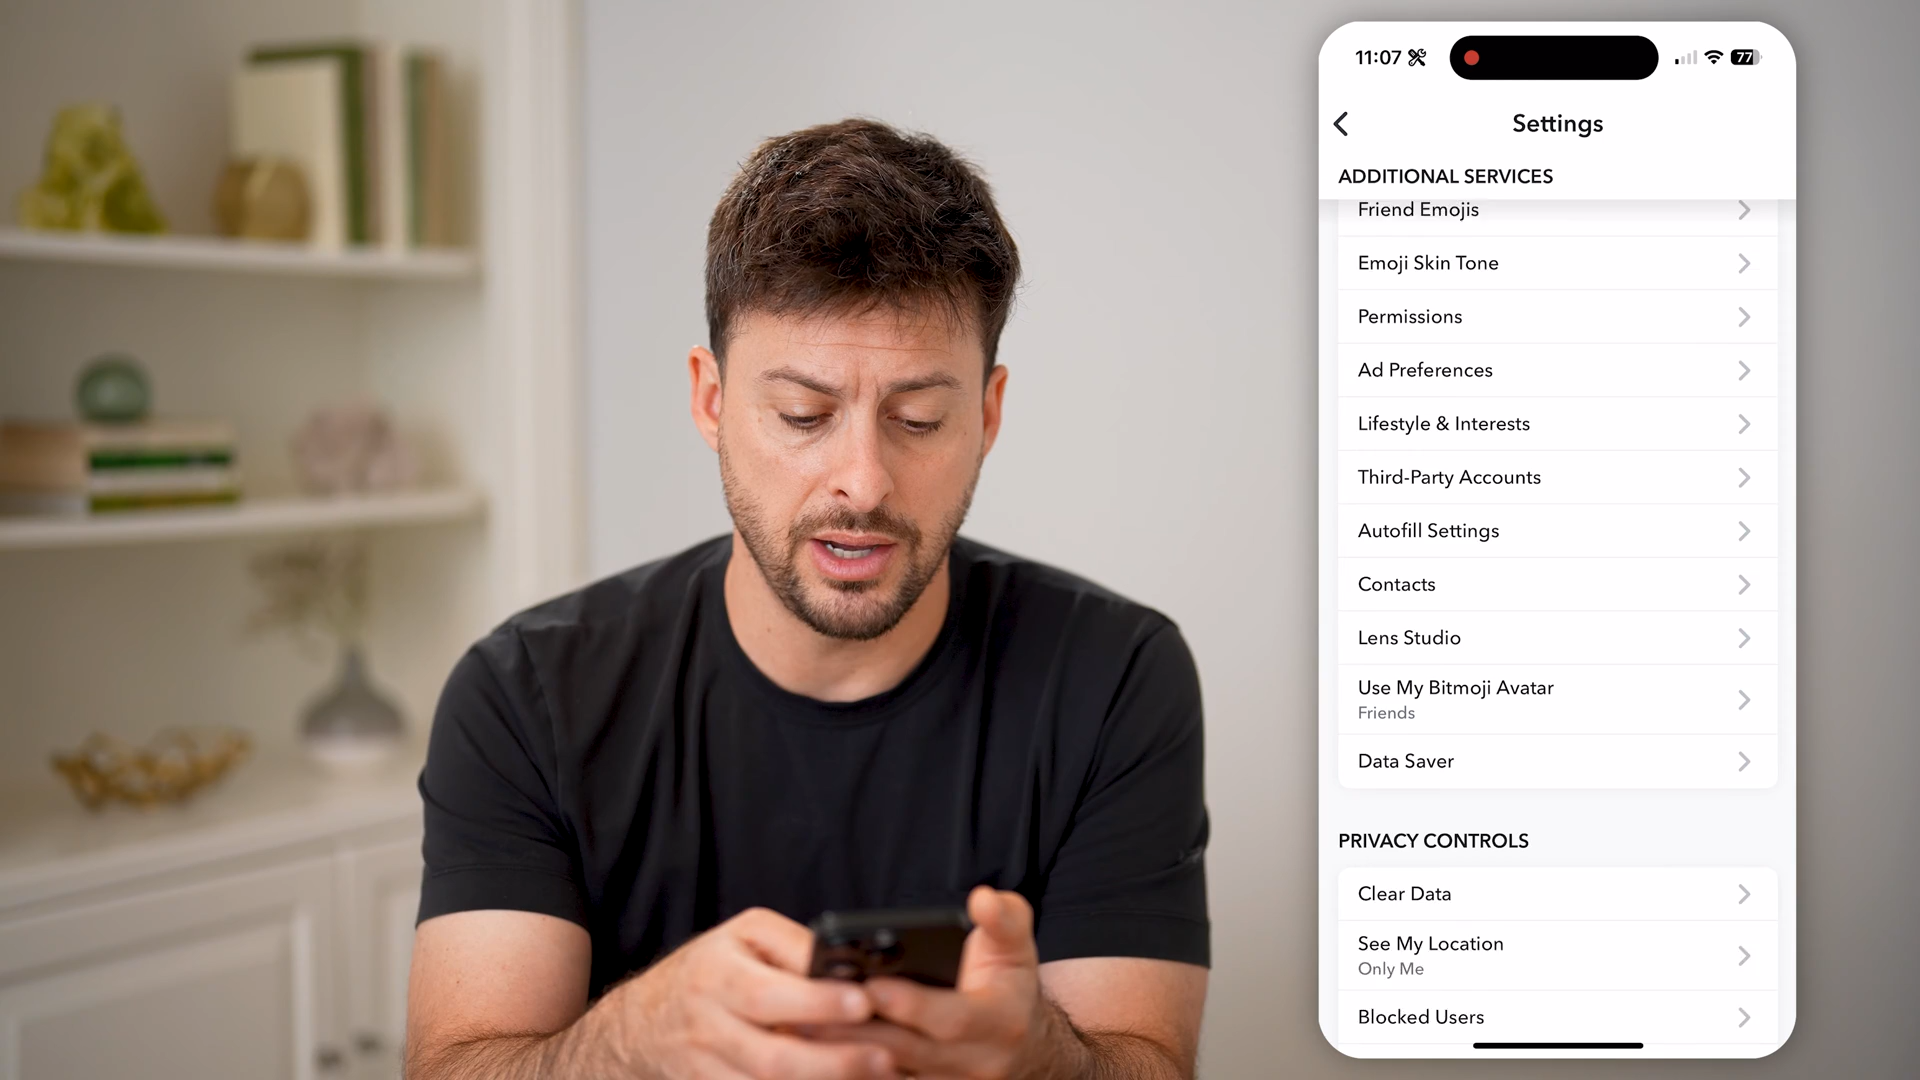 11:07
77
Settings
ADDITIONAL SERVICES
Friend Emojis
Emoji Skin Tone
Permissions
Ad Preferences
Lifestyle & Interests
Third-Party Accounts
Autofill Settings
Contacts
Lens Studio
Use My Bitmoji Avatar
Friends
Data Saver
PRIVACY CONTROLS
Clear Data
See My Location
Only Me
Blocked Users